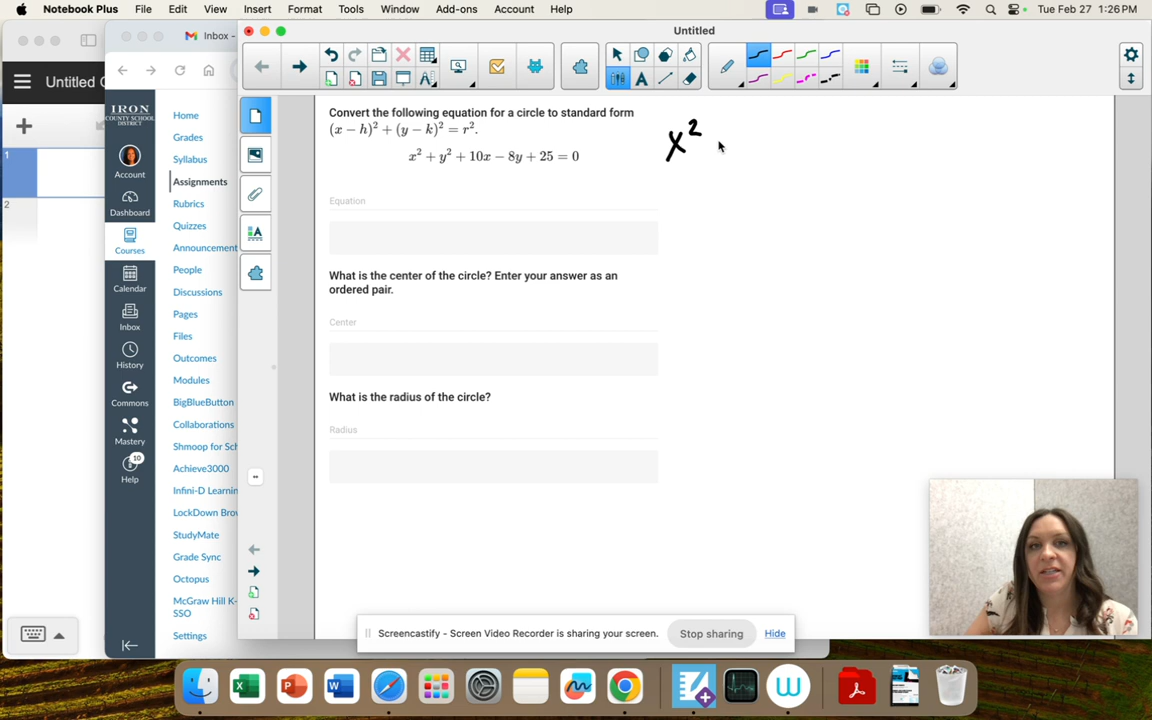 Notebook Plus File Edit View Insert Format Tools Window Add-ons Account Help Tue Feb 27 1:26 PM
Untitled
Inbox -
Untitled
IRON
COUNTY SCHOOL
DISTRICT
Account
Dashboard
Courses
Calendar
Inbox
History
Commons
Mastery
10
Help
Home
Grades
Syllabus
Assignments
Rubrics
Quizzes
Announcement
People
Discussions
Pages
Files
Outcomes
Modules
BigBlueButton
Collaborations
Shmoop for Sch
Achieve3000
Infini-D Learnin
LockDown Brow
StudyMate
Grade Sync
Octopus
McGraw Hill K-
SSO
Settings
1
2
Convert the following equation for a circle to standard form
(x − h)² + (y − k)² = r².
x² + y² + 10x − 8y + 25 = 0
x²
Equation
What is the center of the circle? Enter your answer as an
ordered pair.
Center
What is the radius of the circle?
Radius
Screencastify - Screen Video Recorder is sharing your screen. Stop sharing Hide